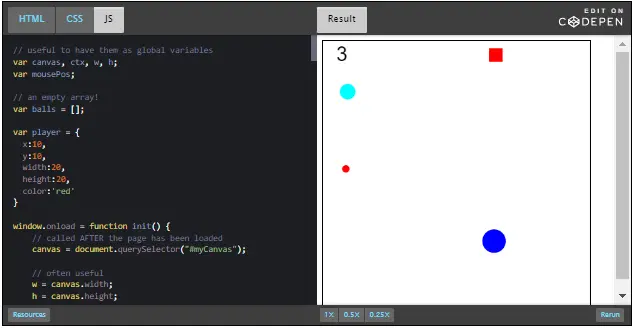 HTML CSS JS Result EDIT ON
CODEPEN
// useful to have them as global variables
var canvas, ctx, w, h;
var mousePos;
// an empty array!
var balls = [];
var player = {
x:10,
y:10,
width:20,
height:20,
color:'red'
}
window.onload = function init() {
// called AFTER the page has been loaded
canvas = document.querySelector("#myCanvas");
// often useful
w = canvas.width;
h = canvas.height;
3
Resources 1X 0.5X 0.25X Rerun